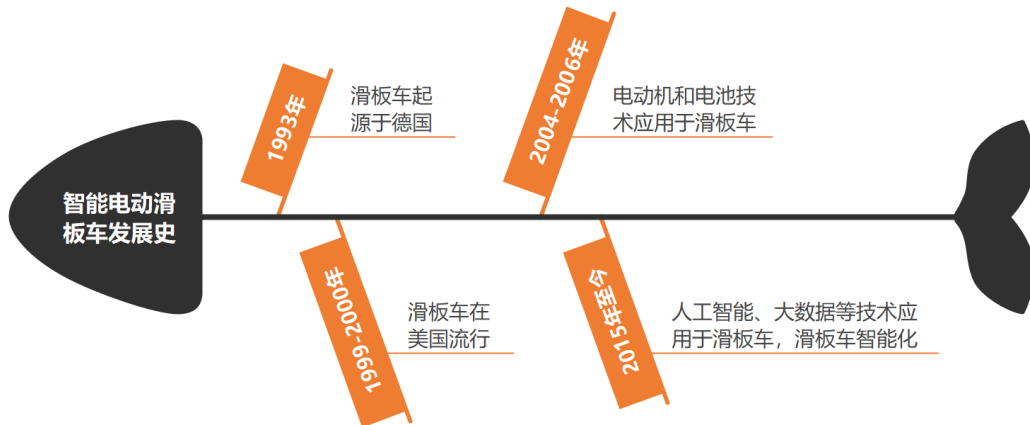 智能电动滑
板车发展史
1993年
滑板车起
源于德国
1999-2000年
滑板车在
美国流行
2004-2006年
电动机和电池技
术应用于滑板车
2015年至今
人工智能、大数据等技术应
用于滑板车，滑板车智能化